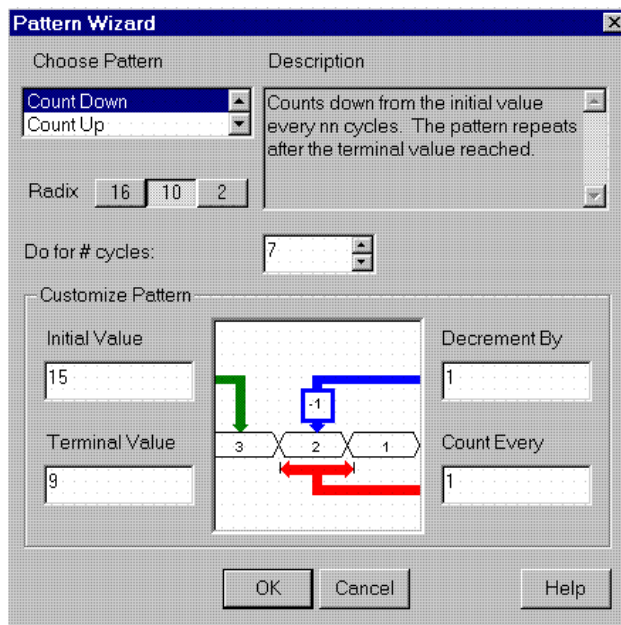 Pattern Wizard
Choose Pattern
Description
Count Down
Count Up
Counts down from the initial value
every nn cycles. The pattern repeats
after the terminal value reached.
Radix 16 10 2
Do for # cycles: 7
Customize Pattern
Initial Value
15
Terminal Value
9
-1
3 2 1
Decrement By
1
Count Every
1
OK Cancel Help